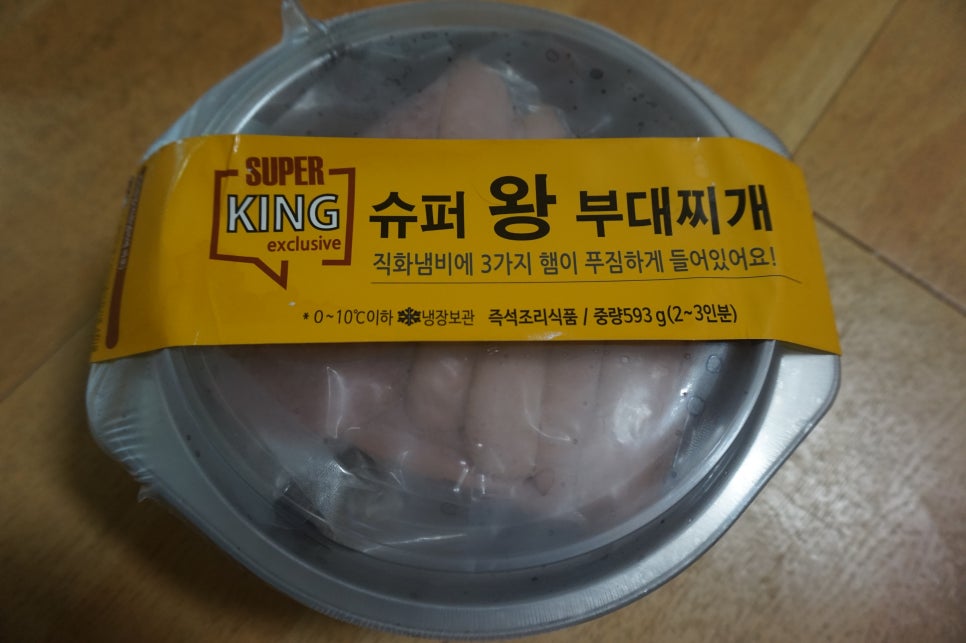 SUPER
KING
exclusive
슈퍼 왕 부대찌개
직화냄비에 3가지 햄이 푸짐하게 들어있어요!
* 0~10℃이하 냉장보관 즉석조리식품 / 중량593g(2~3인분)